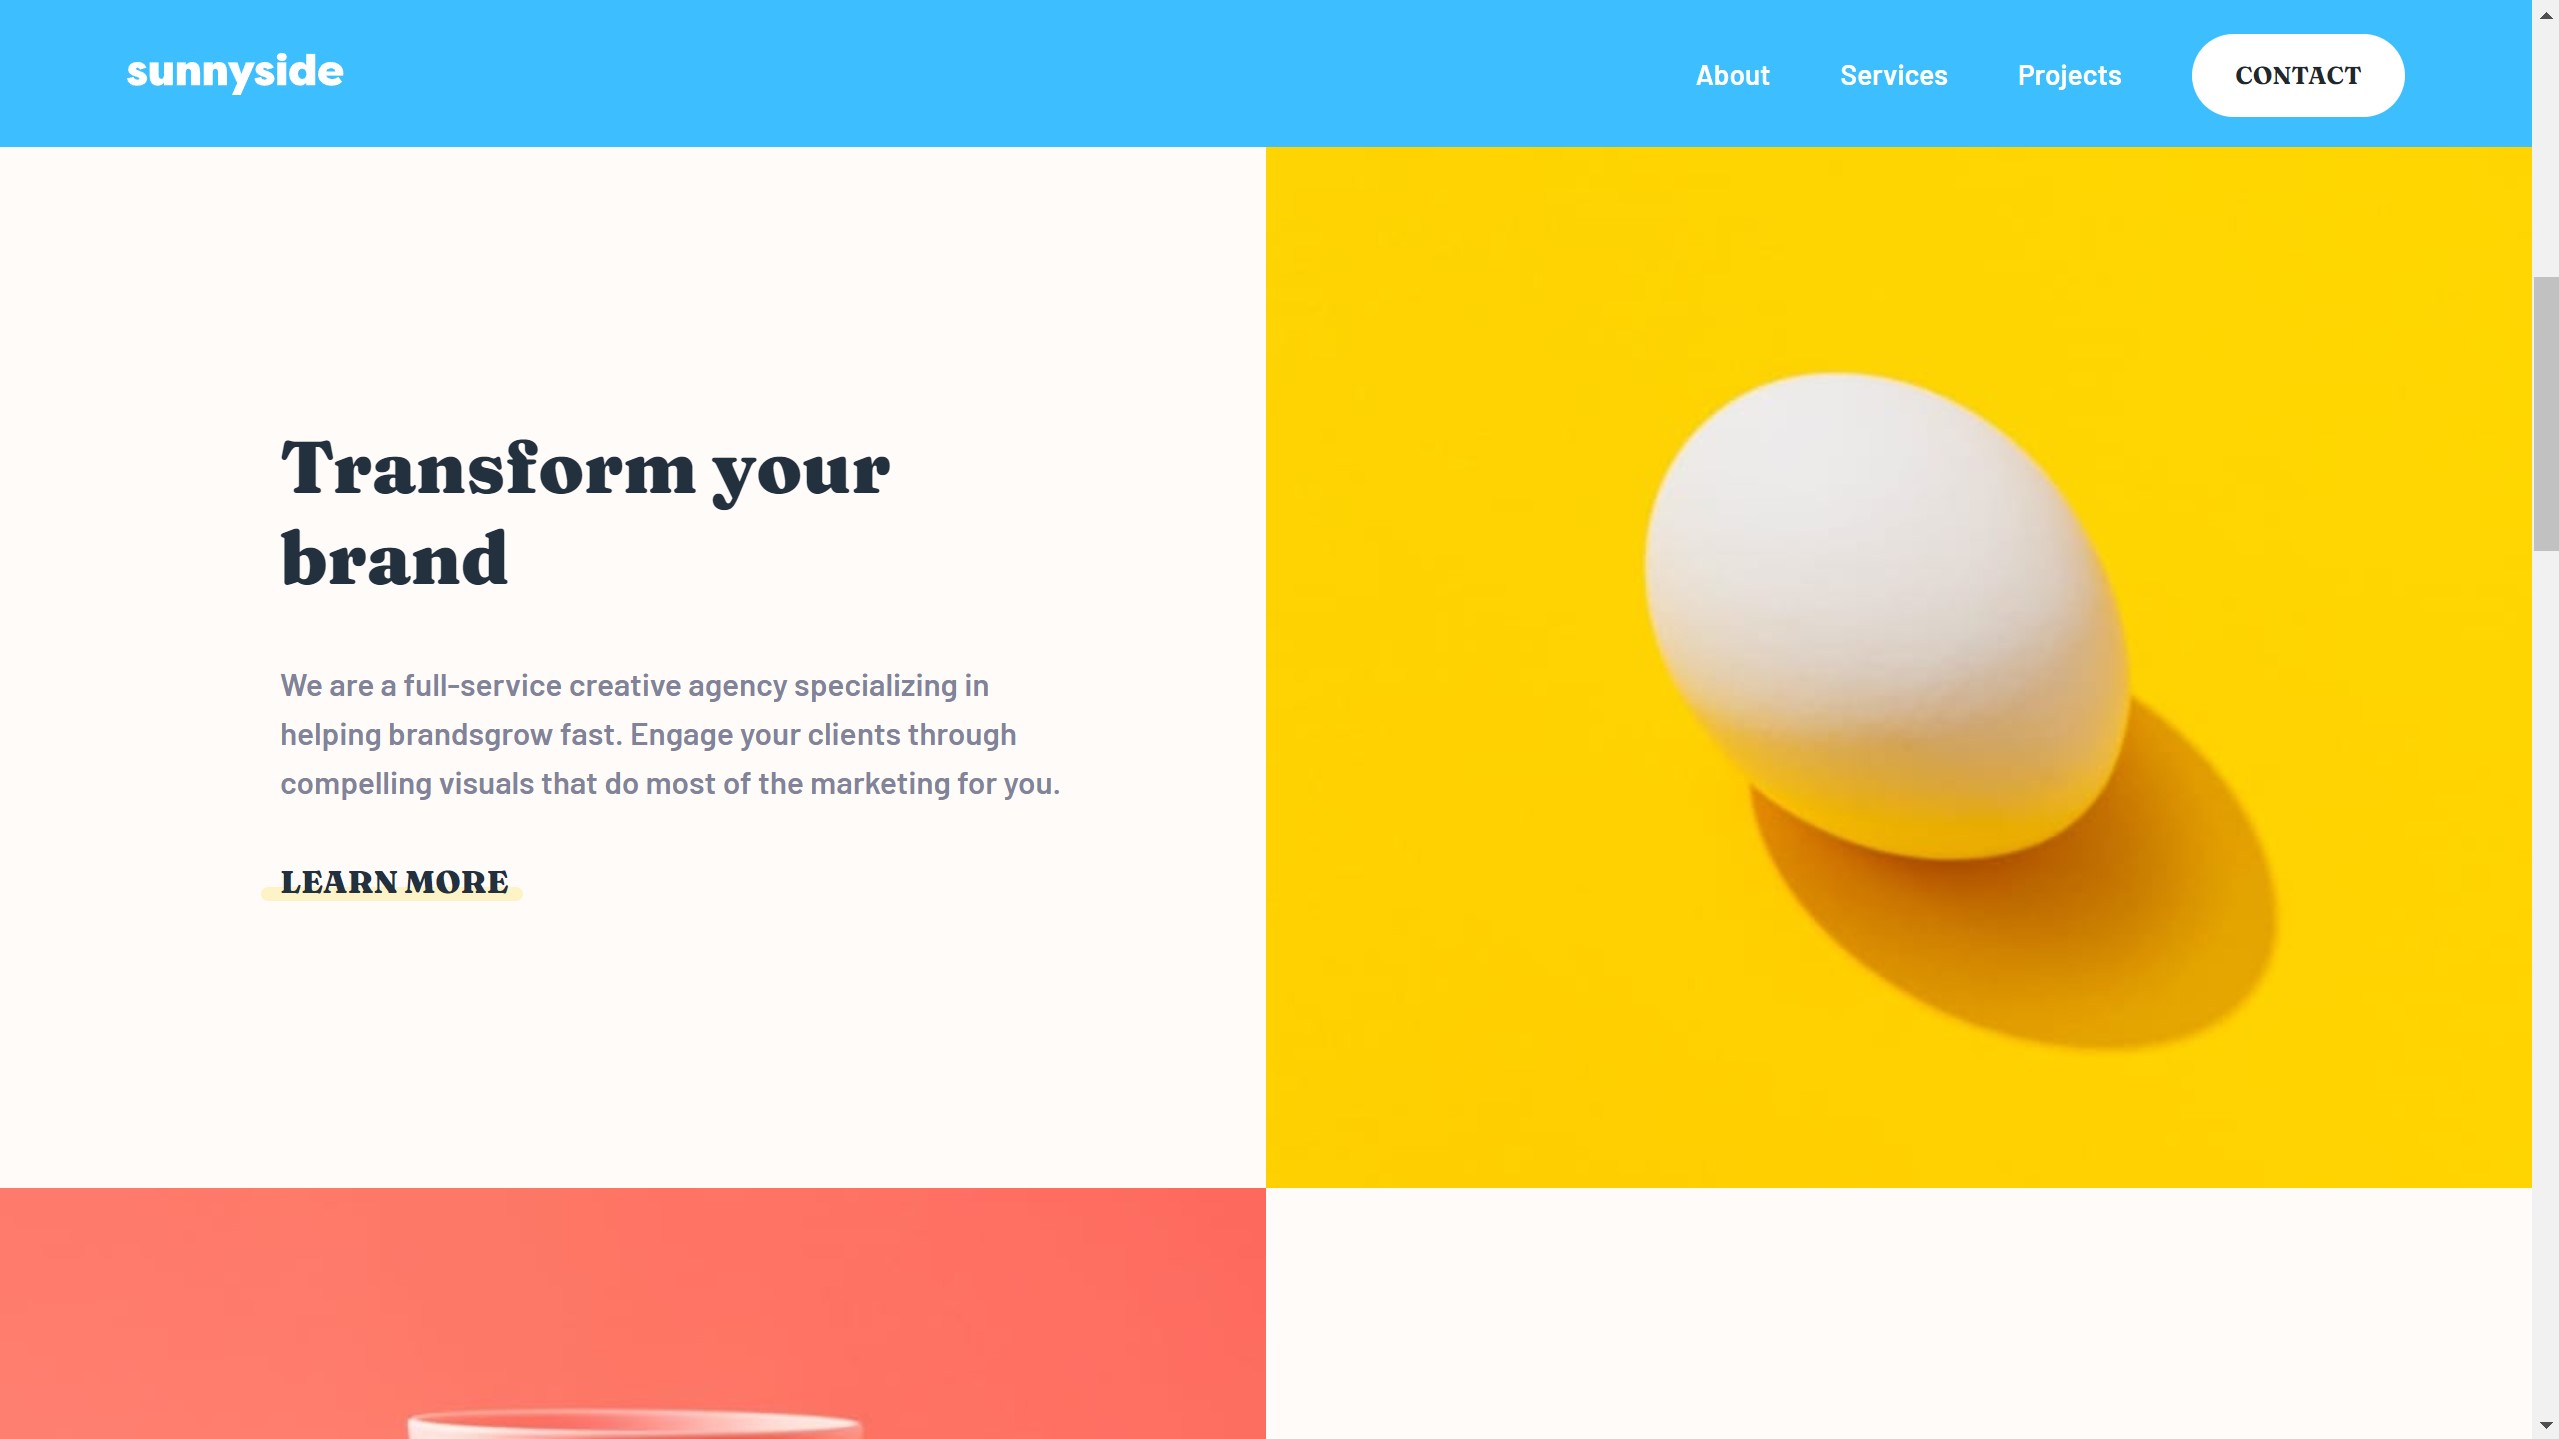 sunnyside
About Services Projects CONTACT
Transform your
brand
We are a full-service creative agency specializing in
helping brandsgrow fast. Engage your clients through
compelling visuals that do most of the marketing for you.
LEARN MORE